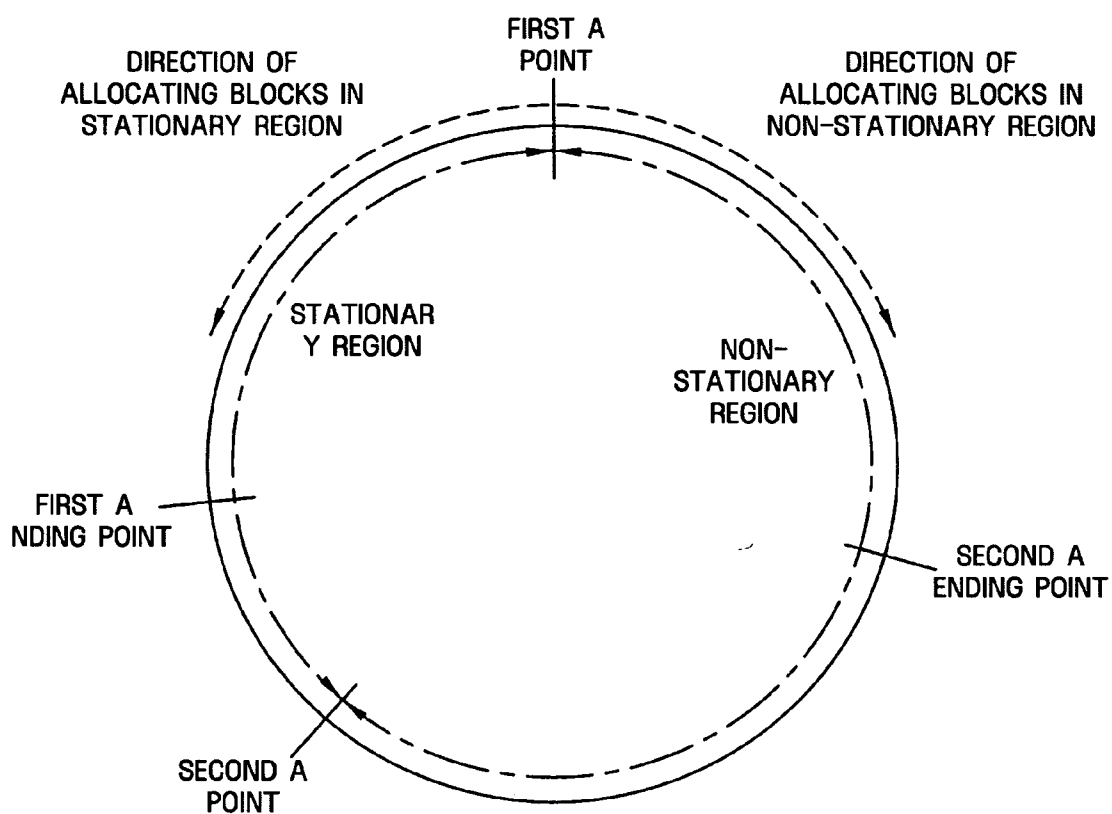 FIRST A
POINT
DIRECTION OF
ALLOCATING BLOCKS IN
STATIONARY REGION
DIRECTION OF
ALLOCATING BLOCKS IN
NON-STATIONARY REGION
STATIONAR
Y REGION
NON-
STATIONARY
REGION
FIRST A
NDING POINT
SECOND A
ENDING POINT
SECOND A
POINT